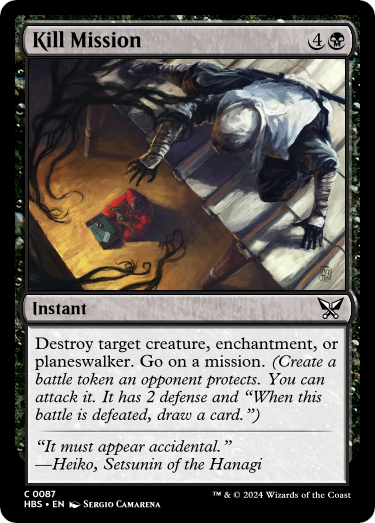 Kill Mission 4
Instant
Destroy target creature, enchantment, or
planeswalker. Go on a mission. (Create a
battle token an opponent protects. You can
attack it. It has 2 defense and “When this
battle is defeated, draw a card.”)
“It must appear accidental.”
—Heiko, Setsunin of the Hanagi
C 0087
HBS • EN Sergio Camarena
™ & © 2024 Wizards of the Coast